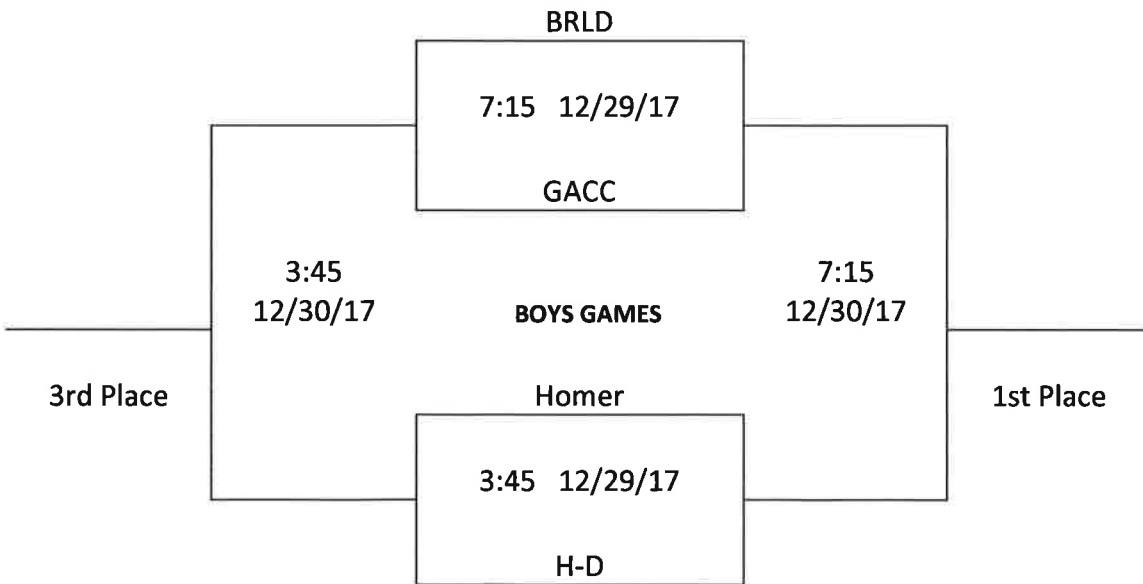 BRLD
7:15 12/29/17
GACC
3:45
12/30/17
BOYS GAMES
7:15
12/30/17
3rd Place
Homer
1st Place
3:45 12/29/17
H-D